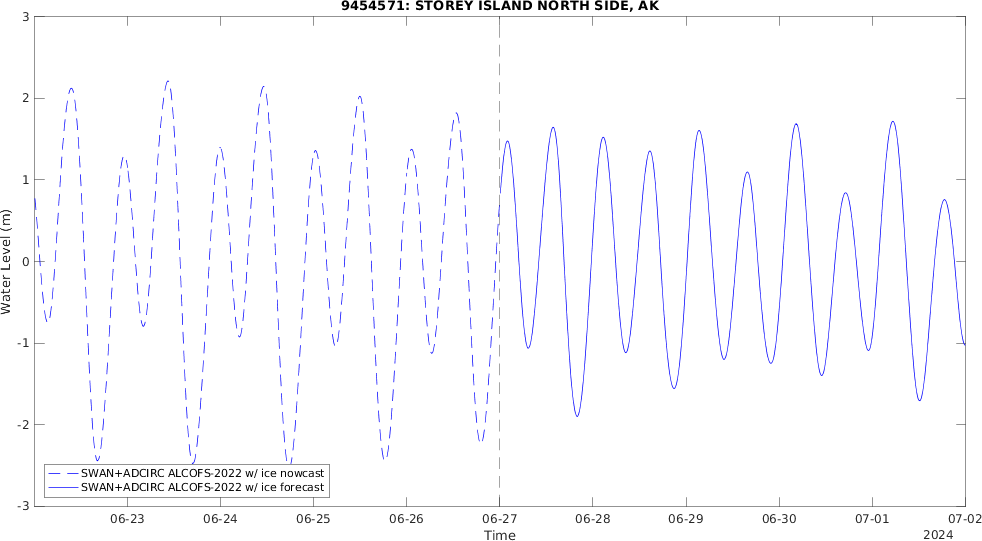 9454571: STOREY ISLAND NORTH SIDE, AK
3
2
1
0
-1
-2
-3
Water Level (m)
SWAN+ADCIRC ALCOFS-2022 w/ ice nowcast
SWAN+ADCIRC ALCOFS-2022 w/ ice forecast
06-23 06-24 06-25 06-26 06-27 06-28 06-29 06-30 07-01 07-02
Time
2024